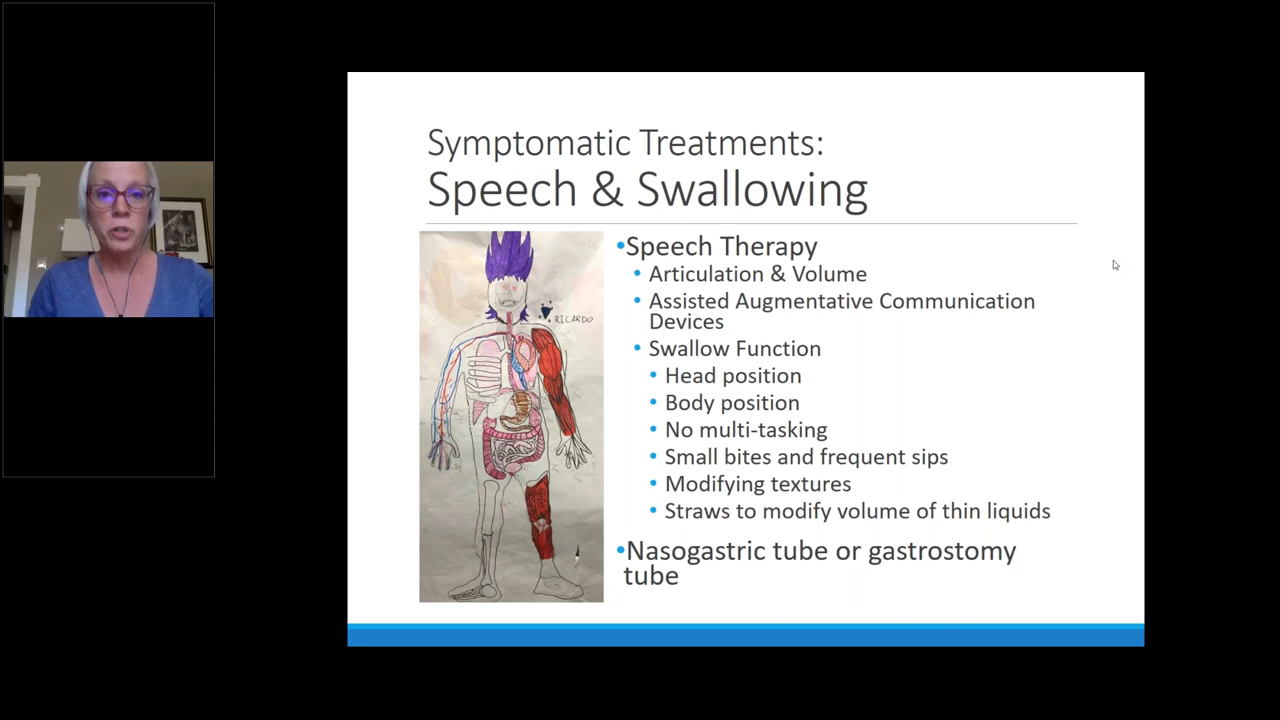 Symptomatic Treatments:
Speech & Swallowing
•Speech Therapy
• Articulation & Volume
• Assisted Augmentative Communication
Devices
• Swallow Function
• Head position
• Body position
• No multi-tasking
• Small bites and frequent sips
• Modifying textures
• Straws to modify volume of thin liquids
•Nasogastric tube or gastrostomy
tube
RICARDO